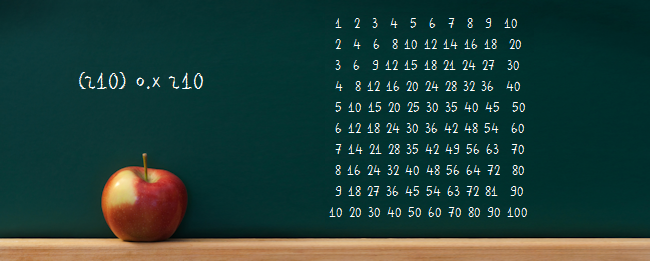 (⍳10) ∘.× ⍳10
1 2 3 4 5 6 7 8 9 10
2 4 6 8 10 12 14 16 18 20
3 6 9 12 15 18 21 24 27 30
4 8 12 16 20 24 28 32 36 40
5 10 15 20 25 30 35 40 45 50
6 12 18 24 30 36 42 48 54 60
7 14 21 28 35 42 49 56 63 70
8 16 24 32 40 48 56 64 72 80
9 18 27 36 45 54 63 72 81 90
10 20 30 40 50 60 70 80 90 100